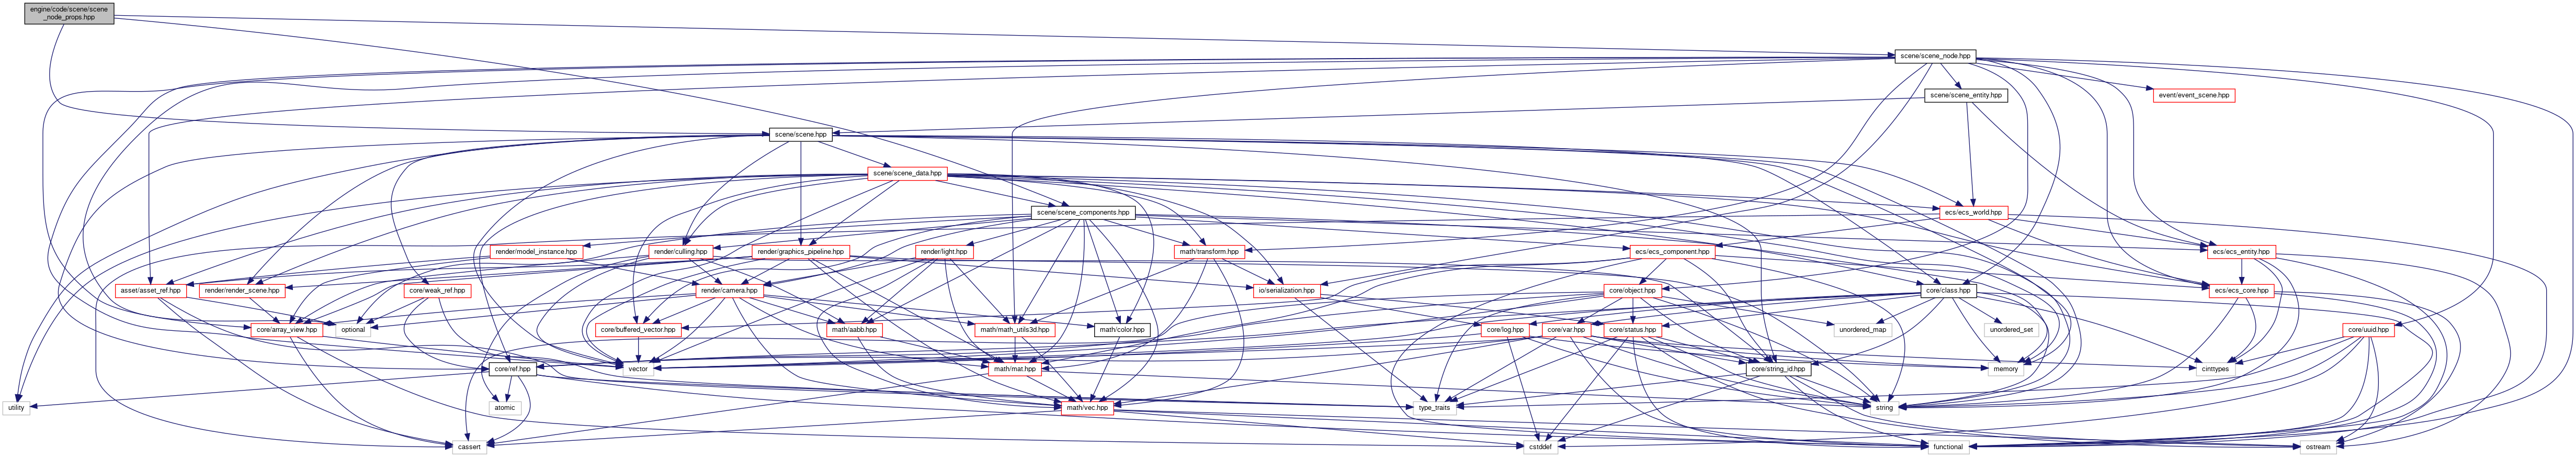 engine/code/scene/scene
_node_props.hpp
scene/scene_node.hpp
scene/scene_entity.hpp
event/event_scene.hpp
scene/scene.hpp
scene/scene_data.hpp
scene/scene_components.hpp
ecs/ecs_world.hpp
render/model_instance.hpp
render/culling.hpp
render/graphics_pipeline.hpp
render/light.hpp
math/transform.hpp
ecs/ecs_component.hpp
ecs/ecs_entity.hpp
asset/asset_ref.hpp
render/render_scene.hpp
core/weak_ref.hpp
render/camera.hpp
io/serialization.hpp
core/object.hpp
core/class.hpp
ecs/ecs_core.hpp
core/array_view.hpp
optional
core/buffered_vector.hpp
math/aabb.hpp
math/math_utils3d.hpp
math/color.hpp
core/log.hpp
core/var.hpp
core/status.hpp
unordered_map
unordered_set
core/uuid.hpp
core/ref.hpp
vector
math/mat.hpp
core/string_id.hpp
memory
cinttypes
utility
atomic
math/vec.hpp
type_traits
string
cassert
cstddef
functional
ostream